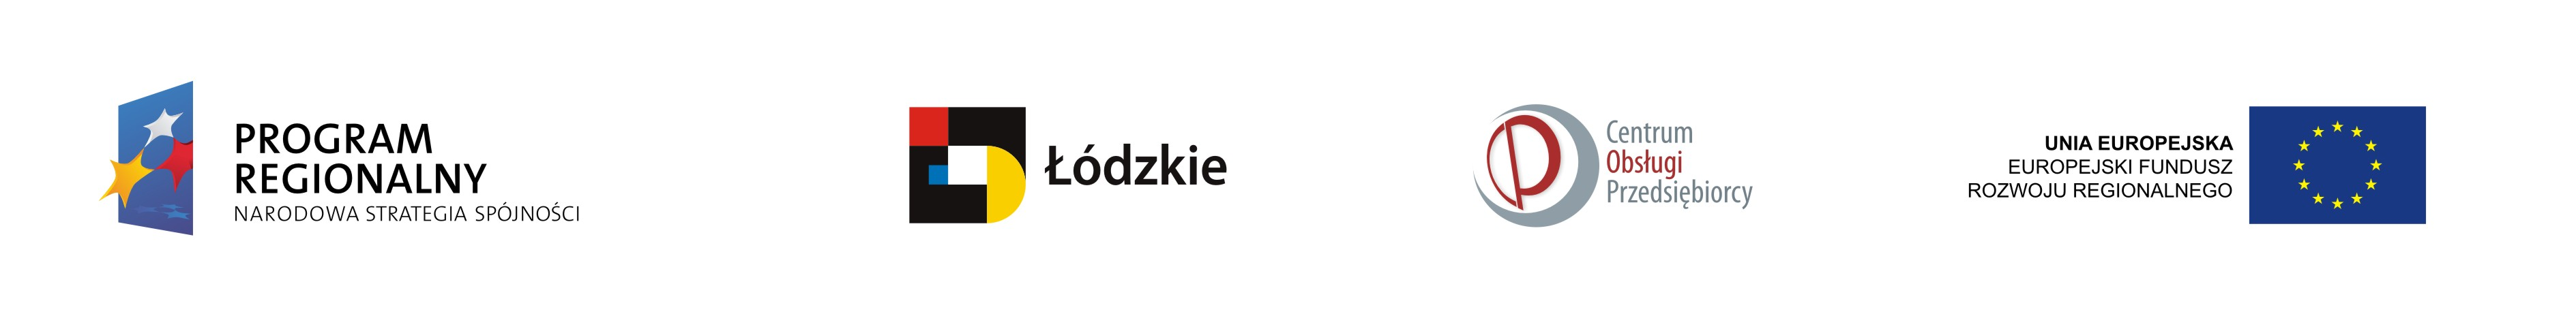 PROGRAM
REGIONALNY
NARODOWA STRATEGIA SPÓJNOŚCI
Łódzkie
Centrum
Obsługi
Przedsiębiorcy
UNIA EUROPEJSKA
EUROPEJSKI FUNDUSZ
ROZWOJU REGIONALNEGO